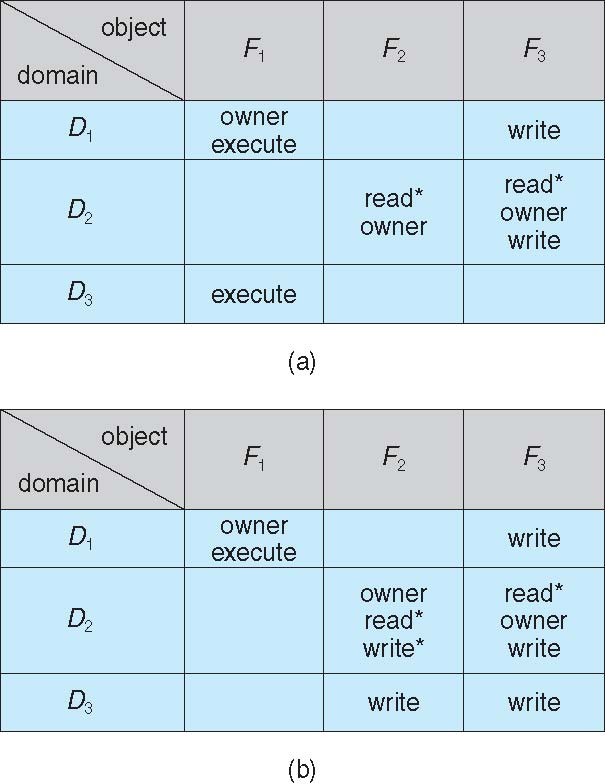 object
domain
F1
F2
F3
D1
owner
execute
write
D2
read*
owner
read*
owner
write
D3
execute
(a)
object
domain
F1
F2
F3
D1
owner
execute
write
D2
owner
read*
write*
read*
owner
write
D3
write
write
(b)